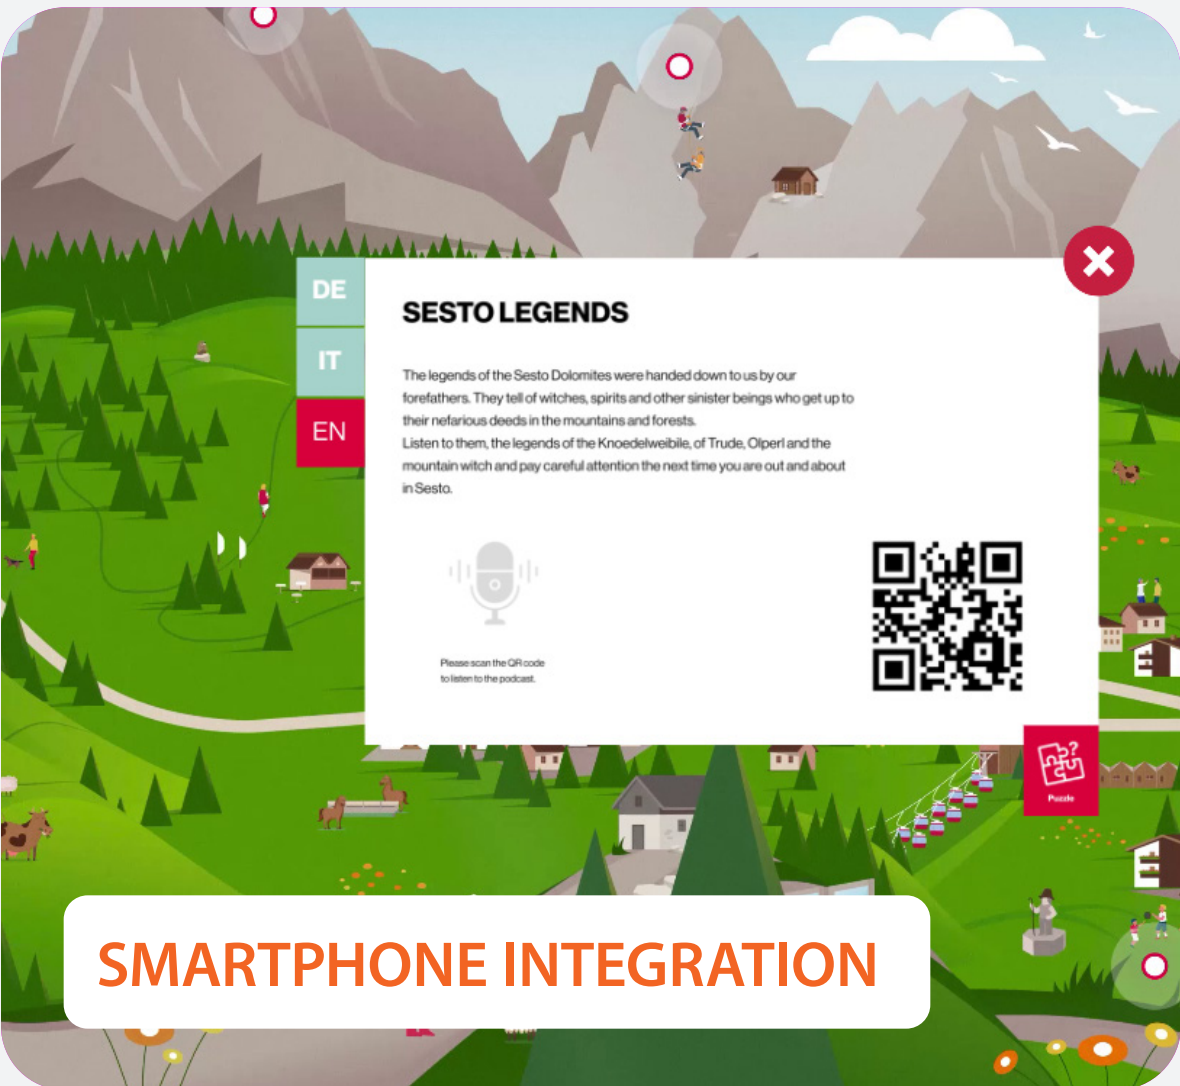 DE
IT
EN
SESTO LEGENDS
The legends of the Sesto Dolomites were handed down to us by our
forefathers. They tell of witches, spirits and other sinister beings who get up to
their nefarious deeds in the mountains and forests.
Listen to them, the legends of the Knoedelweibile, of Trude, Olperl and the
mountain witch and pay careful attention the next time you are out and about
in Sesto.
Please scan the QR code
to listen to the podcast.
Puzzle
SMARTPHONE INTEGRATION